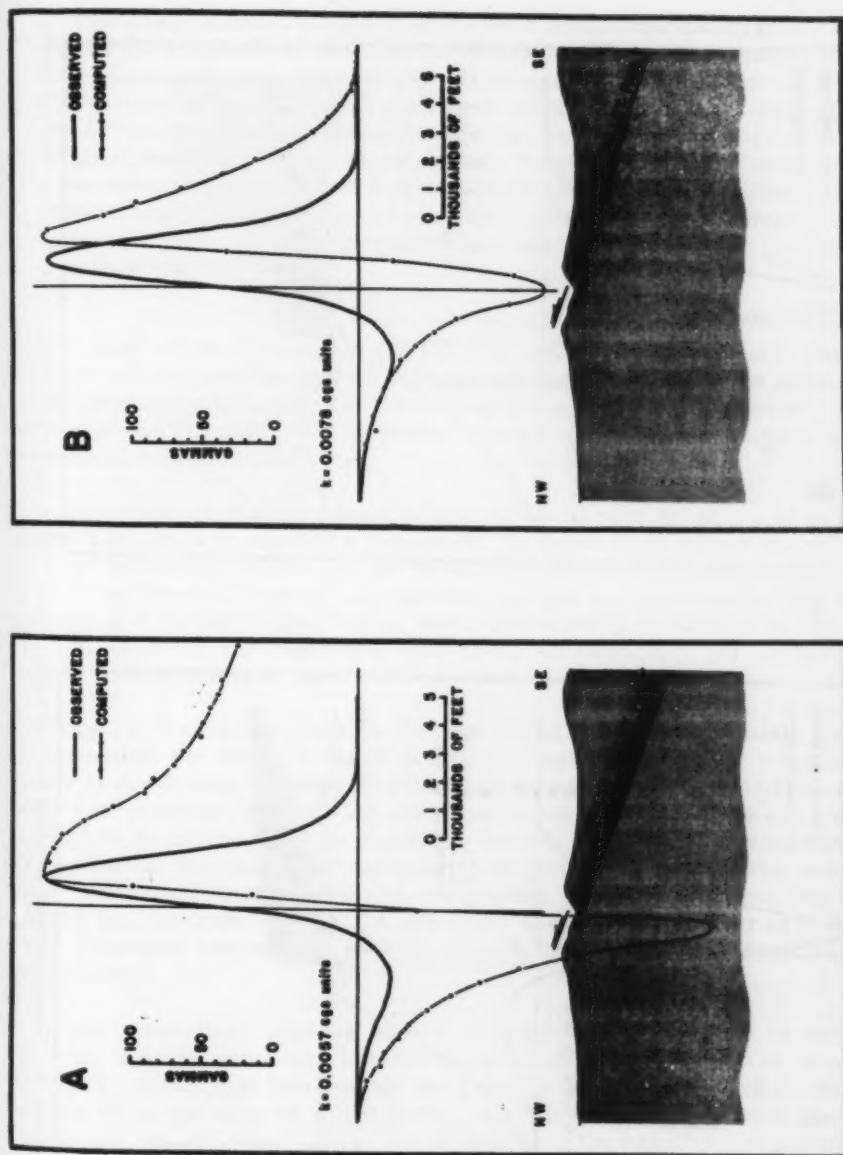 A
OBSERVED
COMPUTED
100
50
0
GAMMAS
k=0.0057 cgs units
0 1 2 3 4 5
THOUSANDS OF FEET
NW
SE
B
OBSERVED
COMPUTED
100
50
0
GAMMAS
k=0.0078 cgs units
0 1 2 3 4 5
THOUSANDS OF FEET
NW
SE